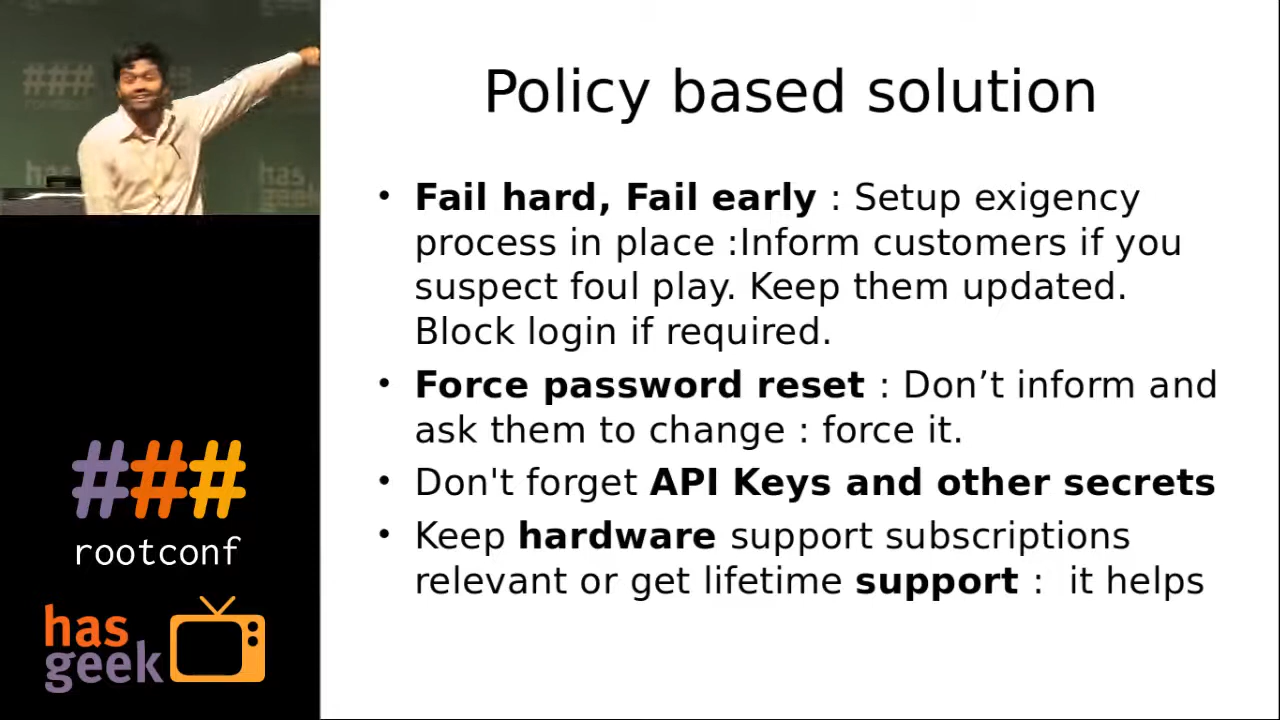 Policy based solution
• Fail hard, Fail early : Setup exigency
process in place :Inform customers if you
suspect foul play. Keep them updated.
Block login if required.
• Force password reset : Don’t inform and
ask them to change : force it.
• Don't forget API Keys and other secrets
• Keep hardware support subscriptions
relevant or get lifetime support :  it helps
###
has
geek
###
rootconf
has
geek